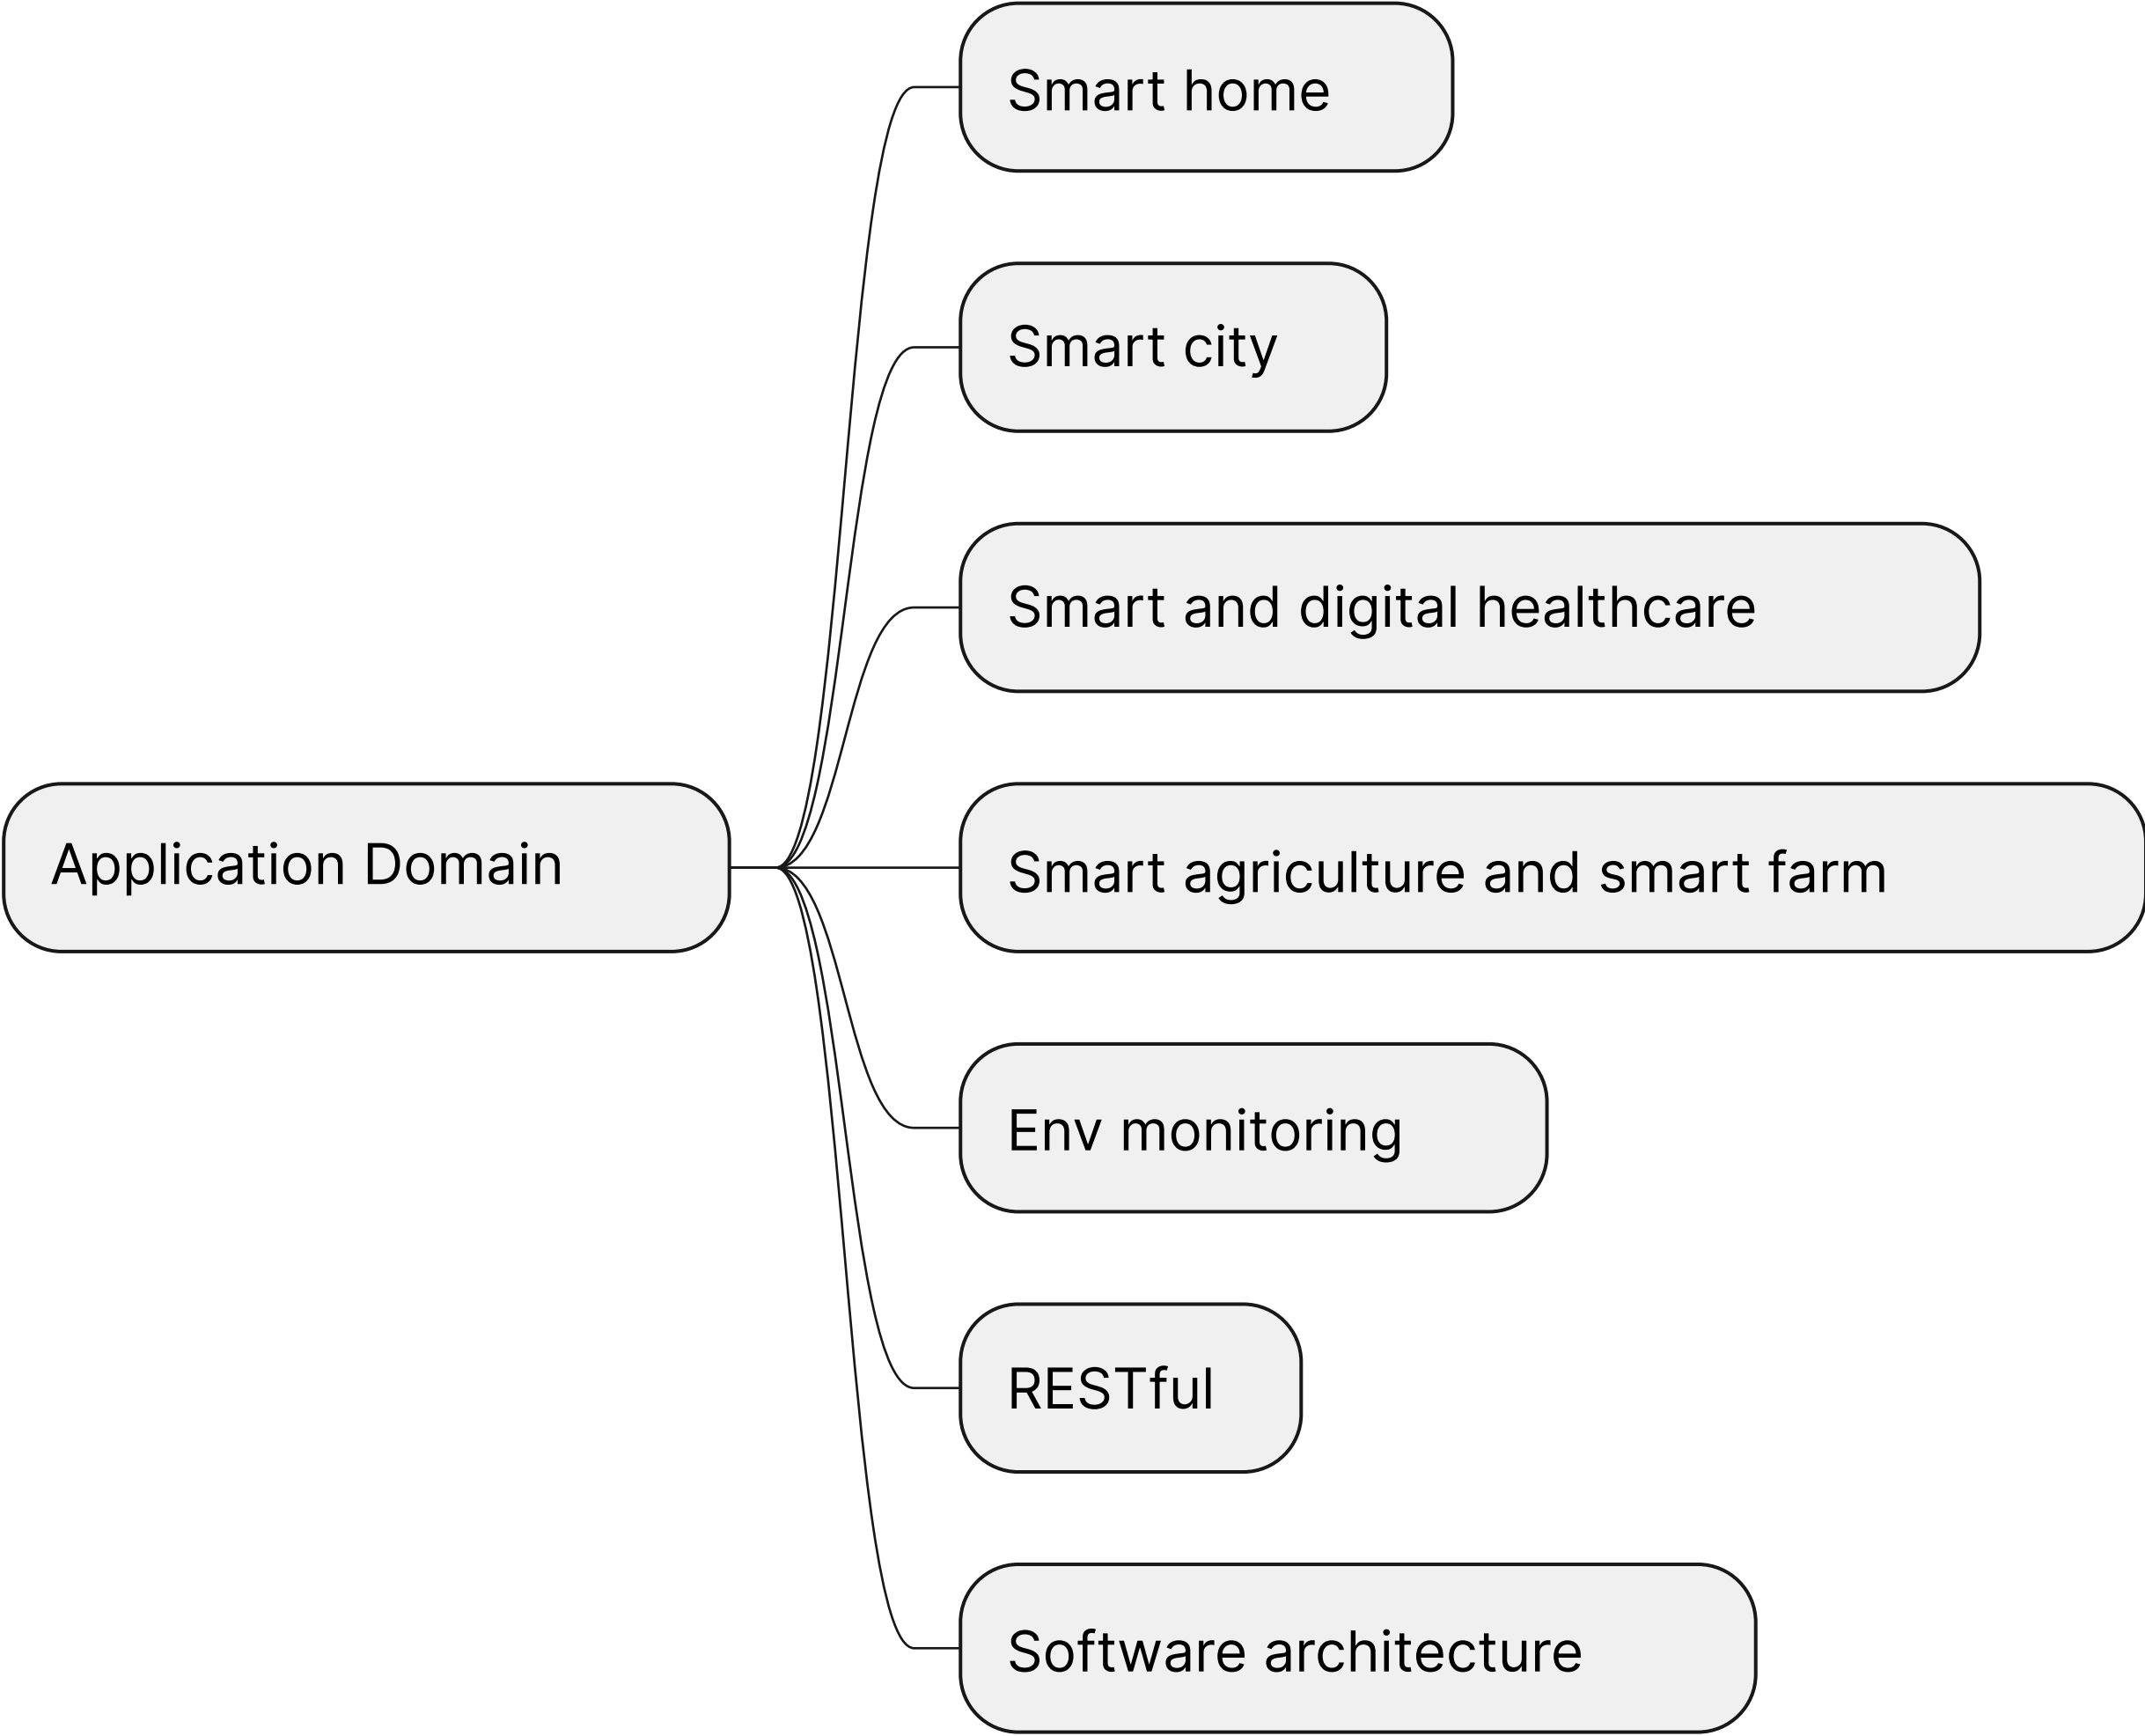 Smart home
Smart city
Smart and digital healthcare
Application Domain
Smart agriculture and smart farm
Env monitoring
RESTful
Software architecture